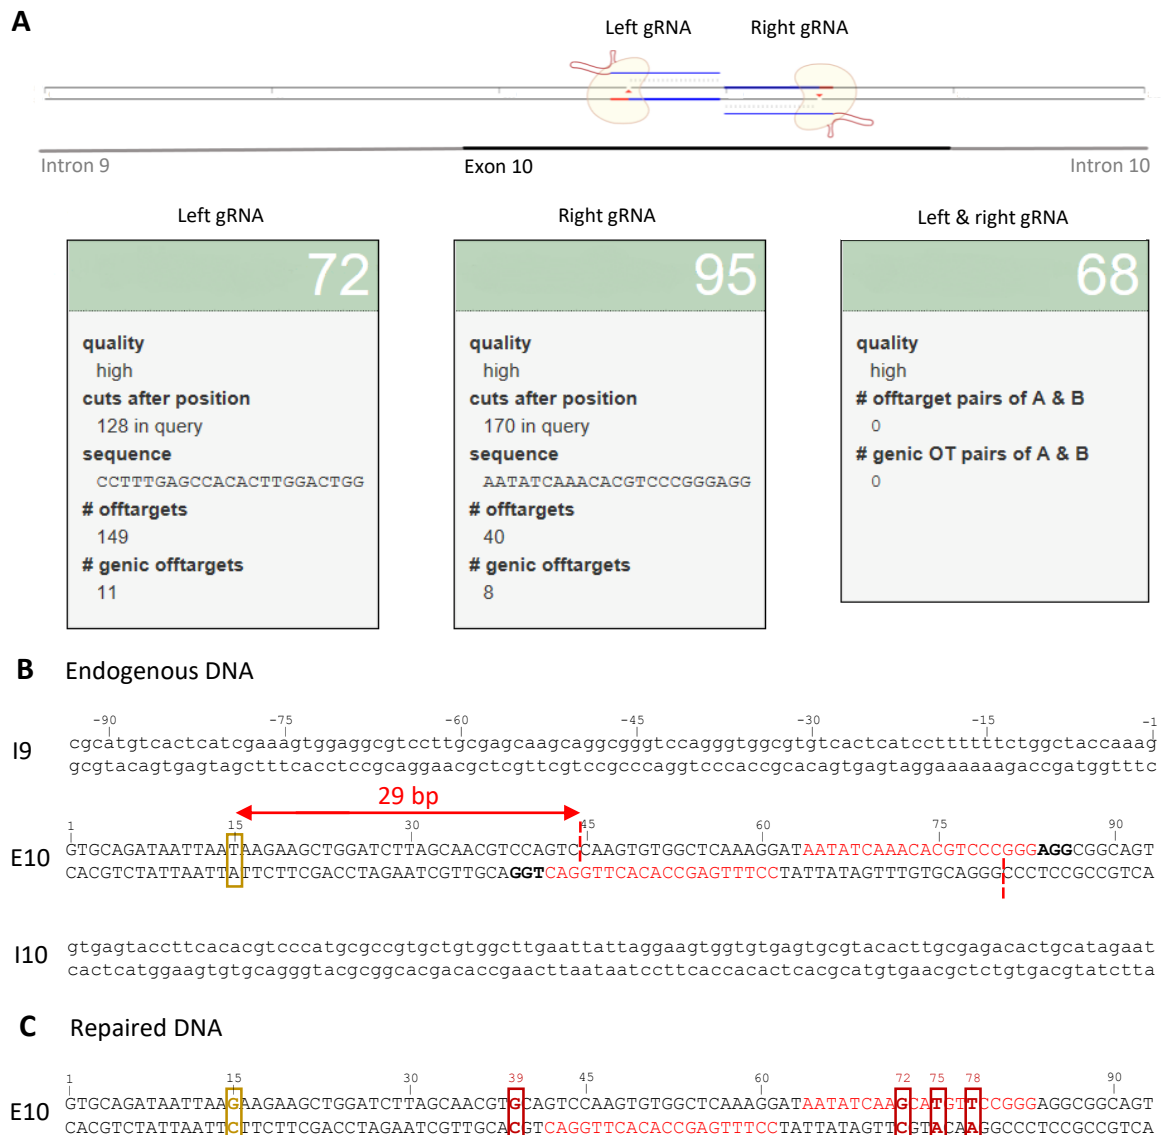 A
Left gRNA Right gRNA
Intron 9 Exon 10 Intron 10
Left gRNA Right gRNA Left & right gRNA
72
quality
high
cuts after position
128 in query
sequence
CCTTTGAGCCACACTTGGACTGG
# offtargets
149
# genic offtargets
11
95
quality
high
cuts after position
170 in query
sequence
AATATCAAACACGTCCCGGGAGG
# offtargets
40
# genic offtargets
8
68
quality
high
# offtarget pairs of A & B
0
# genic OT pairs of A & B
0
B Endogenous DNA
-90 -75 -60 -45 -30 -15 -1
I9
cgcatgtcactcatcgaaagtggaggcgtccttgcgagcaagcaggcgggtccagggtggcgtgtcactcatccttttttctggctaccaaag
gcgtacagtgagtagctttcacctccgcaggaacgctcgttcgtccgcccaggtcccaccgcacagtgagtaggaaaaaagaccgatggtttc
29 bp
1 15 30 45 60 75 90
E10
GTGCAGATAATTAATAAGAAGCTGGATCTTAGCAACGTCCAGTCCAAGTGTGGCTCAAAGGATAATATCAAACACGTCCCGGGAGGCGGCAGT
CACGTCTATTAATTATTCTTCGACCTAGAATCGTTGCAGGTCAGGTTCACACCGAGTTTCCTATTATAGTTTGTGCAGGGCCCTCCGCCGTCA
I10
gtgagtaccttcacacgtcccatgcgccgtgctgtggcttgaattattaggaagtggtgtgagtgcgtacacttgcgagacactgcatagaat
cactcatggaagtgtgcagggtacgcggcacgacaccgaacttaataatccttcaccacactcacgcatgtgaacgctctgtgacgtatctta
C Repaired DNA
1 15 30 39 45 60 72 75 78 90
E10
GTGCAGATAATTAAGAAGAAGCTGGATCTTAGCAACGTGCAGTCCAAGTGTGGCTCAAAGGATAATATCAAGCATGTTCCGGGAGGCGGCAGT
CACGTCTATTAATTCTTCTTCGACCTAGAATCGTTGCACGTCAGGTTCACACCGAGTTTCCTATTATAGTTCGTACAAGGCCCTCCGCCGTCA